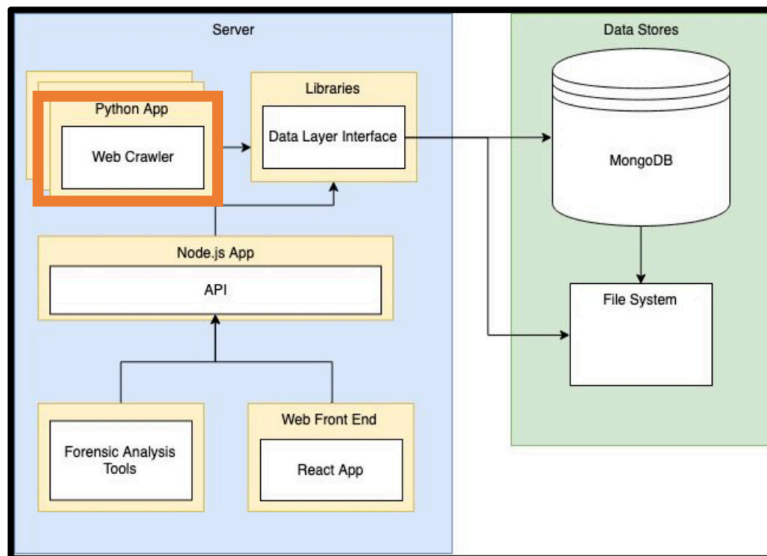 Server
Data Stores
Python App
Web Crawler
Libraries
Data Layer Interface
MongoDB
Node.js App
API
File System
Forensic Analysis
Tools
Web Front End
React App